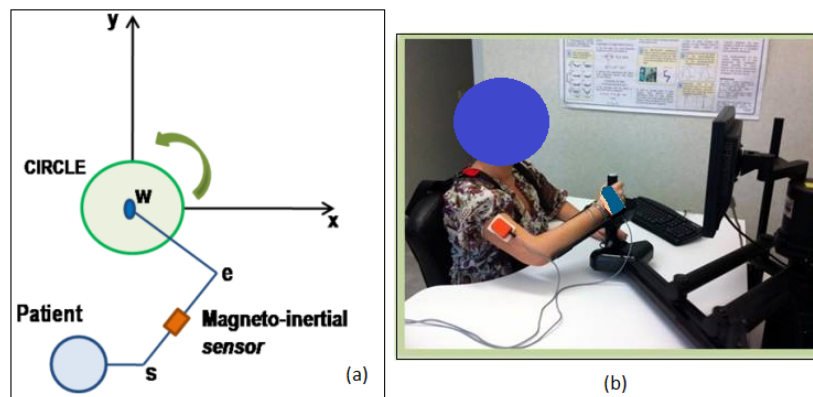 y
CIRCLE
W
x
e
Patient
Magneto-inertial
sensor
s
(a)
(b)